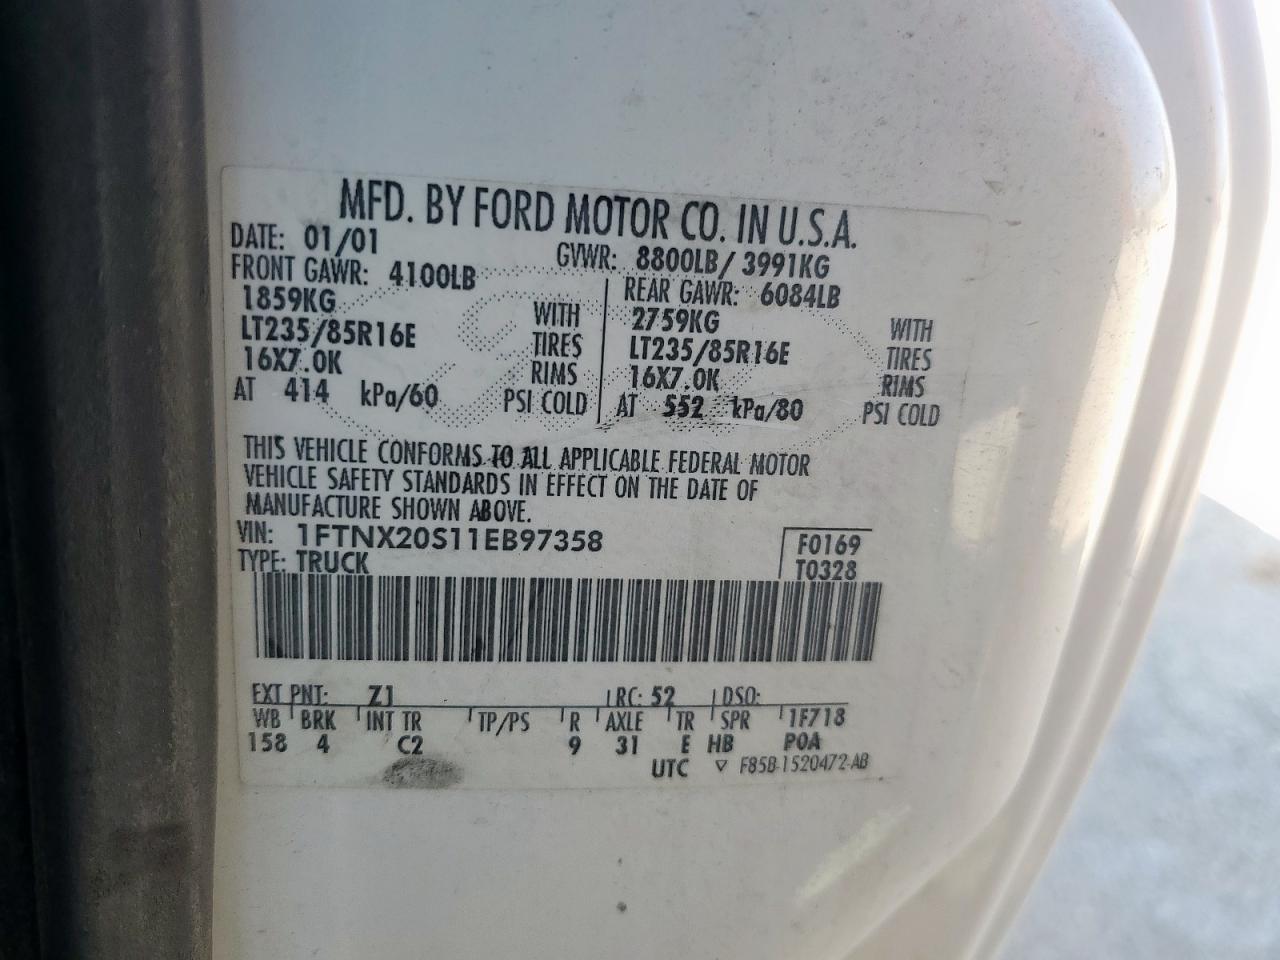 MFD. BY FORD MOTOR CO. IN U.S.A.
DATE: 01/01 GVWR: 8800LB/ 3991KG
FRONT GAWR: 4100LB REAR GAWR: 6084LB
1859KG WITH 2759KG WITH
LT235/85R16E TIRES LT235/85R16E TIRES
16X7.0K RIMS 16X7.0K RIMS
AT 414 kPa/60 PSI COLD AT 552 kPa/80 PSI COLD
THIS VEHICLE CONFORMS TO ALL APPLICABLE FEDERAL MOTOR
VEHICLE SAFETY STANDARDS IN EFFECT ON THE DATE OF
MANUFACTURE SHOWN ABOVE.
VIN: 1FTNX20S11EB97358 F0169
TYPE: TRUCK T0328
EXT PNT: Z1 RC: 52 DSO:
WB BRK INT TR TP/PS R AXLE TR SPR 1F718
158 4 C2 9 31 E HB POA
UTC ▽ F85B-1520472-AB